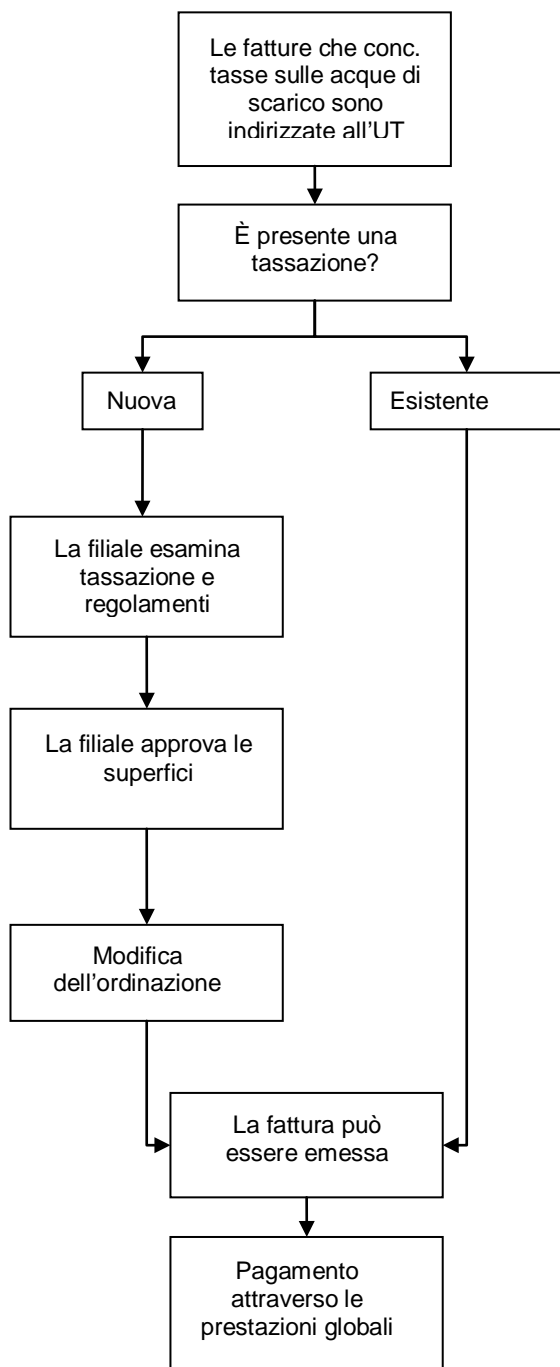 Le fatture che conc.
tasse sulle acque di
scarico sono
indirizzate all'UT
È presente una
tassazione?
Nuova
Esistente
La filiale esamina
tassazione e
regolamenti
La filiale approva le
superfici
Modifica
dell'ordinazione
La fattura può
essere emessa
Pagamento
attraverso le
prestazioni globali